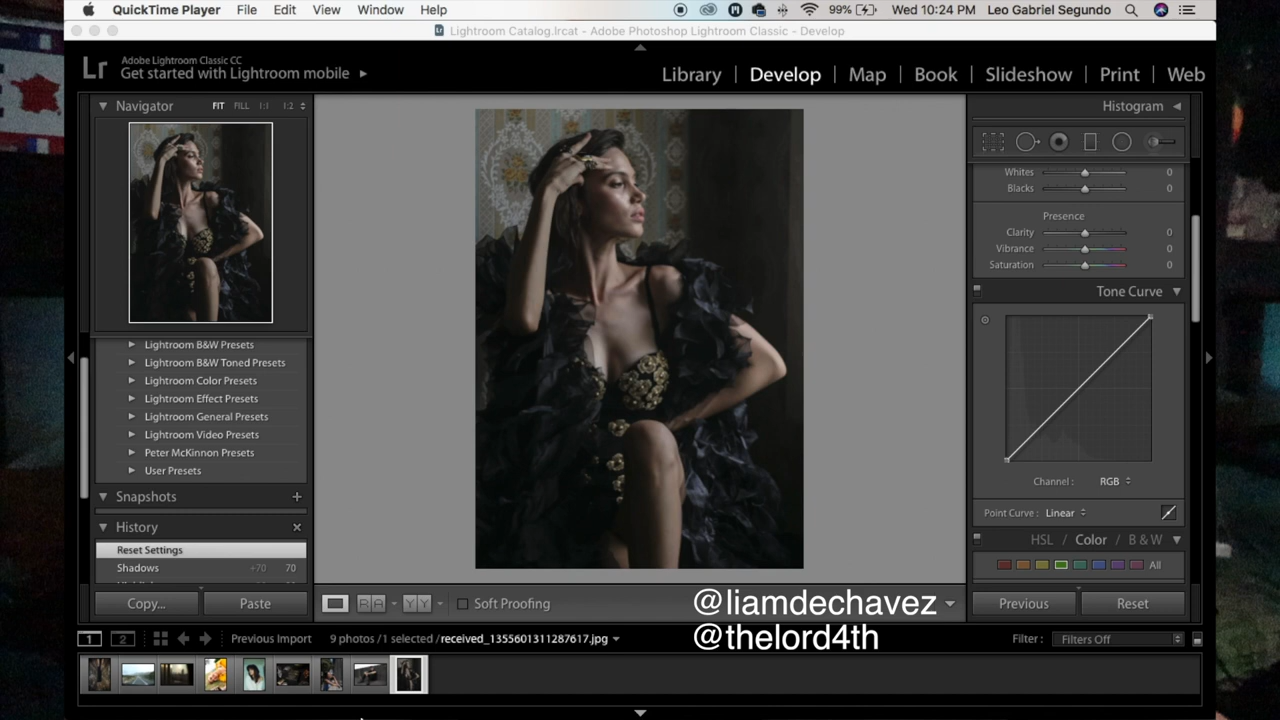 QuickTime Player File Edit View Window Help 99% Wed 10:24 PM Leo Gabriel Segundo
Lightroom Catalog.lrcat - Adobe Photoshop Lightroom Classic - Develop
Lr Adobe Lightroom Classic CC
Get started with Lightroom mobile
Library | Develop | Map | Book | Slideshow | Print | Web
Navigator FIT FILL 1:1 1:2
Histogram
Whites 0
Blacks 0
Presence
Clarity 0
Vibrance 0
Saturation 0
Tone Curve
Lightroom B&W Presets
Lightroom B&W Toned Presets
Lightroom Color Presets
Lightroom Effect Presets
Lightroom General Presets
Lightroom Video Presets
Peter McKinnon Presets
User Presets
Snapshots
History
Reset Settings
Shadows +70 70
Channel : RGB
Point Curve : Linear
HSL / Color / B & W
All
Copy... Paste
R A Y Y Soft Proofing
Previous Reset
@liamdechavez
@thelord4th
1 2 Previous Import 9 photos /1 selected /received_1355601311287617.jpg
Filter : Filters Off